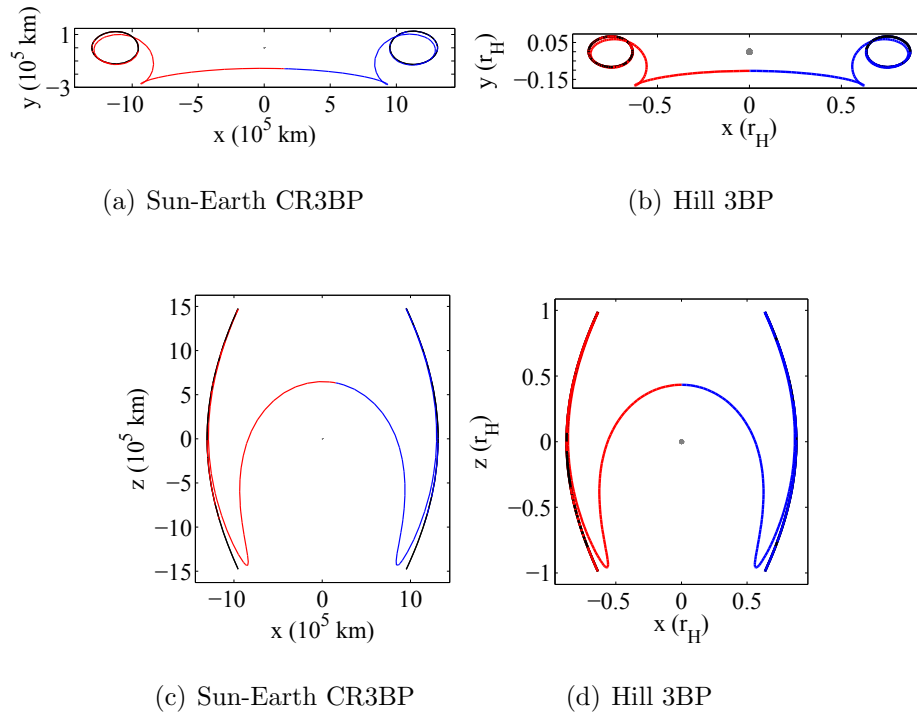 y (10^5 km)
1
−3
−10
−5
0
5
10
x (10^5 km)
(a) Sun-Earth CR3BP
y (r_H)
0.05
−0.15
−0.5
0
0.5
x (r_H)
(b) Hill 3BP
z (10^5 km)
15
10
5
0
−5
−10
−15
−10
0
10
x (10^5 km)
(c) Sun-Earth CR3BP
z (r_H)
1
0.5
0
−0.5
−1
−0.5
0
0.5
x (r_H)
(d) Hill 3BP